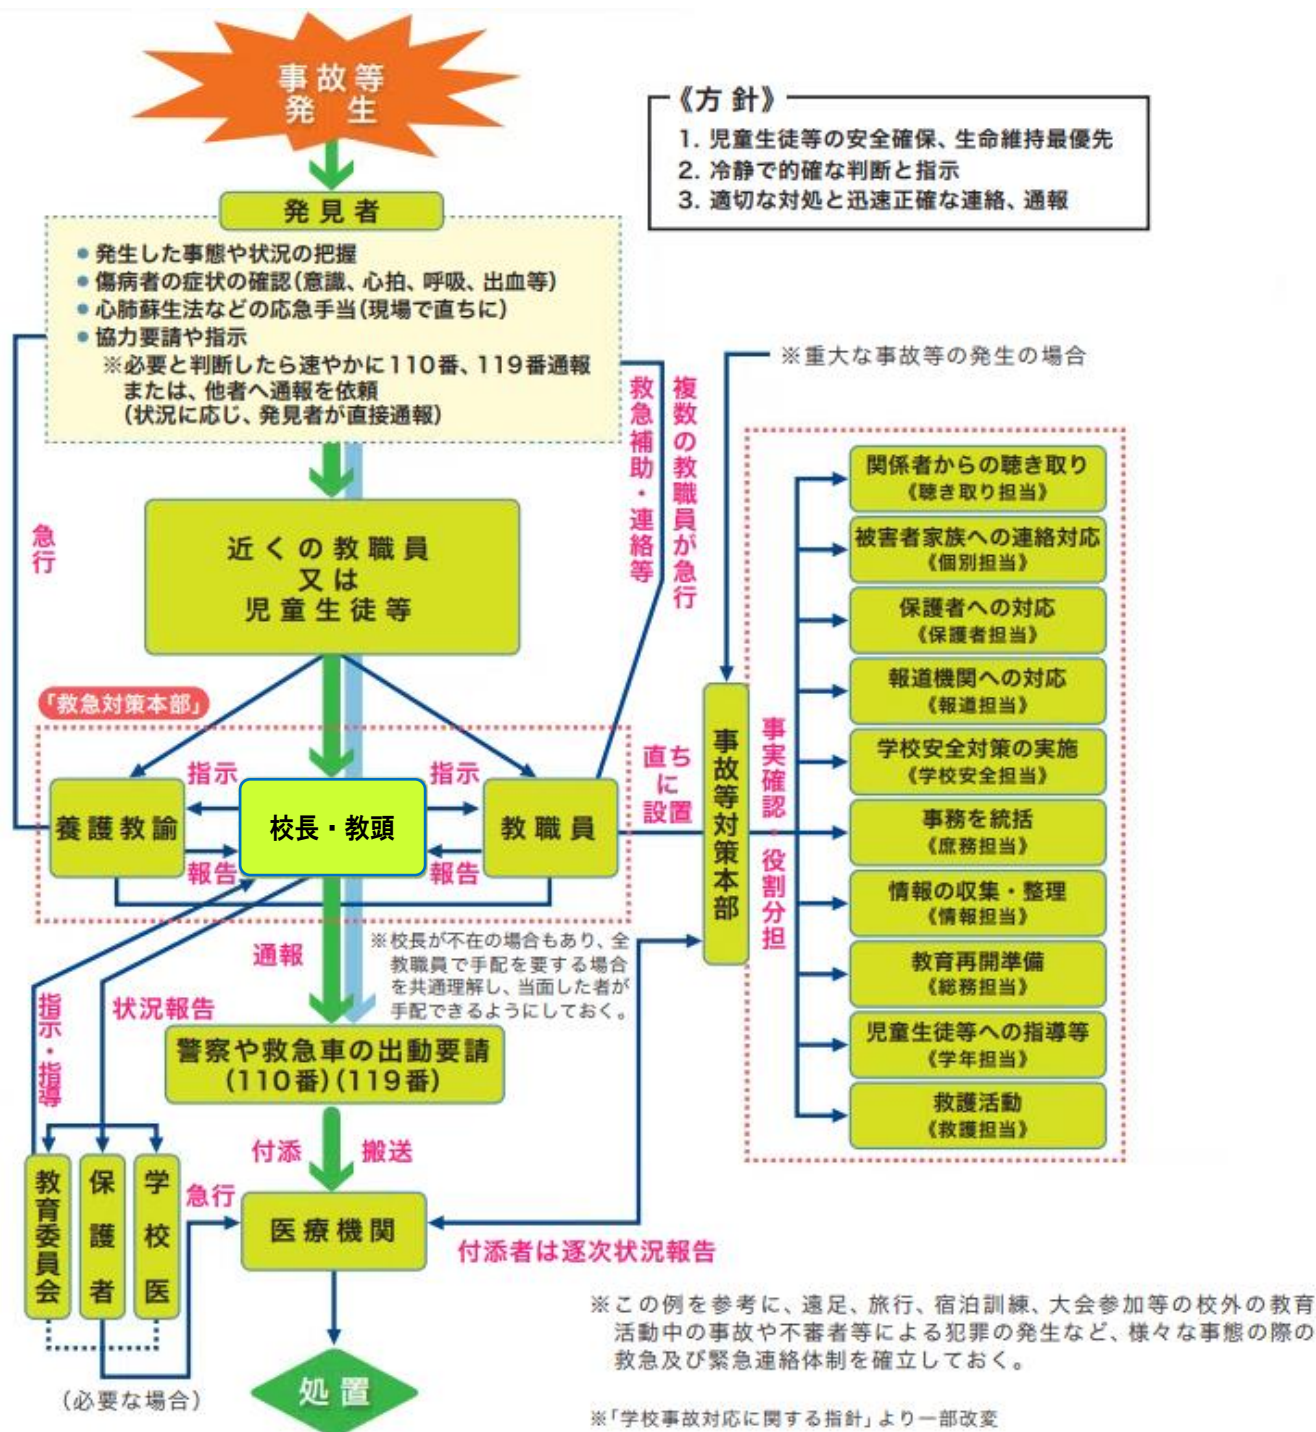 事故等
発生
《方針》
1. 児童生徒等の安全確保、生命維持最優先
2. 冷静で的確な判断と指示
3. 適切な対処と迅速正確な連絡、通報
発見者
● 発生した事態や状況の把握
● 傷病者の症状の確認(意識、心拍、呼吸、出血等)
● 心肺蘇生法などの応急手当(現場で直ちに)
● 協力要請や指示
※必要と判断したら速やかに110番、119番通報
または、他者へ通報を依頼
(状況に応じ、発見者が直接通報)
急行
救急補助・連絡等
複数の教職員が急行
※重大な事故等の発生の場合
近くの教職員
又は
児童生徒等
「救急対策本部」
指示
指示
養護教諭
校長・教頭
教職員
報告
報告
直ち
に
設置
事故等対策本部
事実確認・役割分担
関係者からの聴き取り
《聴き取り担当》
被害者家族への連絡対応
《個別担当》
保護者への対応
《保護者担当》
報道機関への対応
《報道担当》
学校安全対策の実施
《学校安全担当》
事務を統括
《庶務担当》
情報の収集・整理
《情報担当》
教育再開準備
《総務担当》
児童生徒等への指導等
《学年担当》
救護活動
《救護担当》
通報
※校長が不在の場合もあり、全
教職員で手配を要する場合
を共通理解し、当面した者が
手配できるようにしておく。
指示・指導
状況報告
警察や救急車の出動要請
(110番)(119番)
付添
搬送
教育委員会
保護者
学校医
急行
医療機関
付添者は逐次状況報告
(必要な場合)
処置
※この例を参考に、遠足、旅行、宿泊訓練、大会参加等の校外の教育
活動中の事故や不審者等による犯罪の発生など、様々な事態の際の
救急及び緊急連絡体制を確立しておく。
※「学校事故対応に関する指針」より一部改変